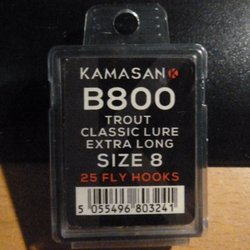 KAMASAN K
B800
TROUT
CLASSIC LURE
EXTRA LONG
SIZE 8
25 FLY HOOKS
5 055496 803241